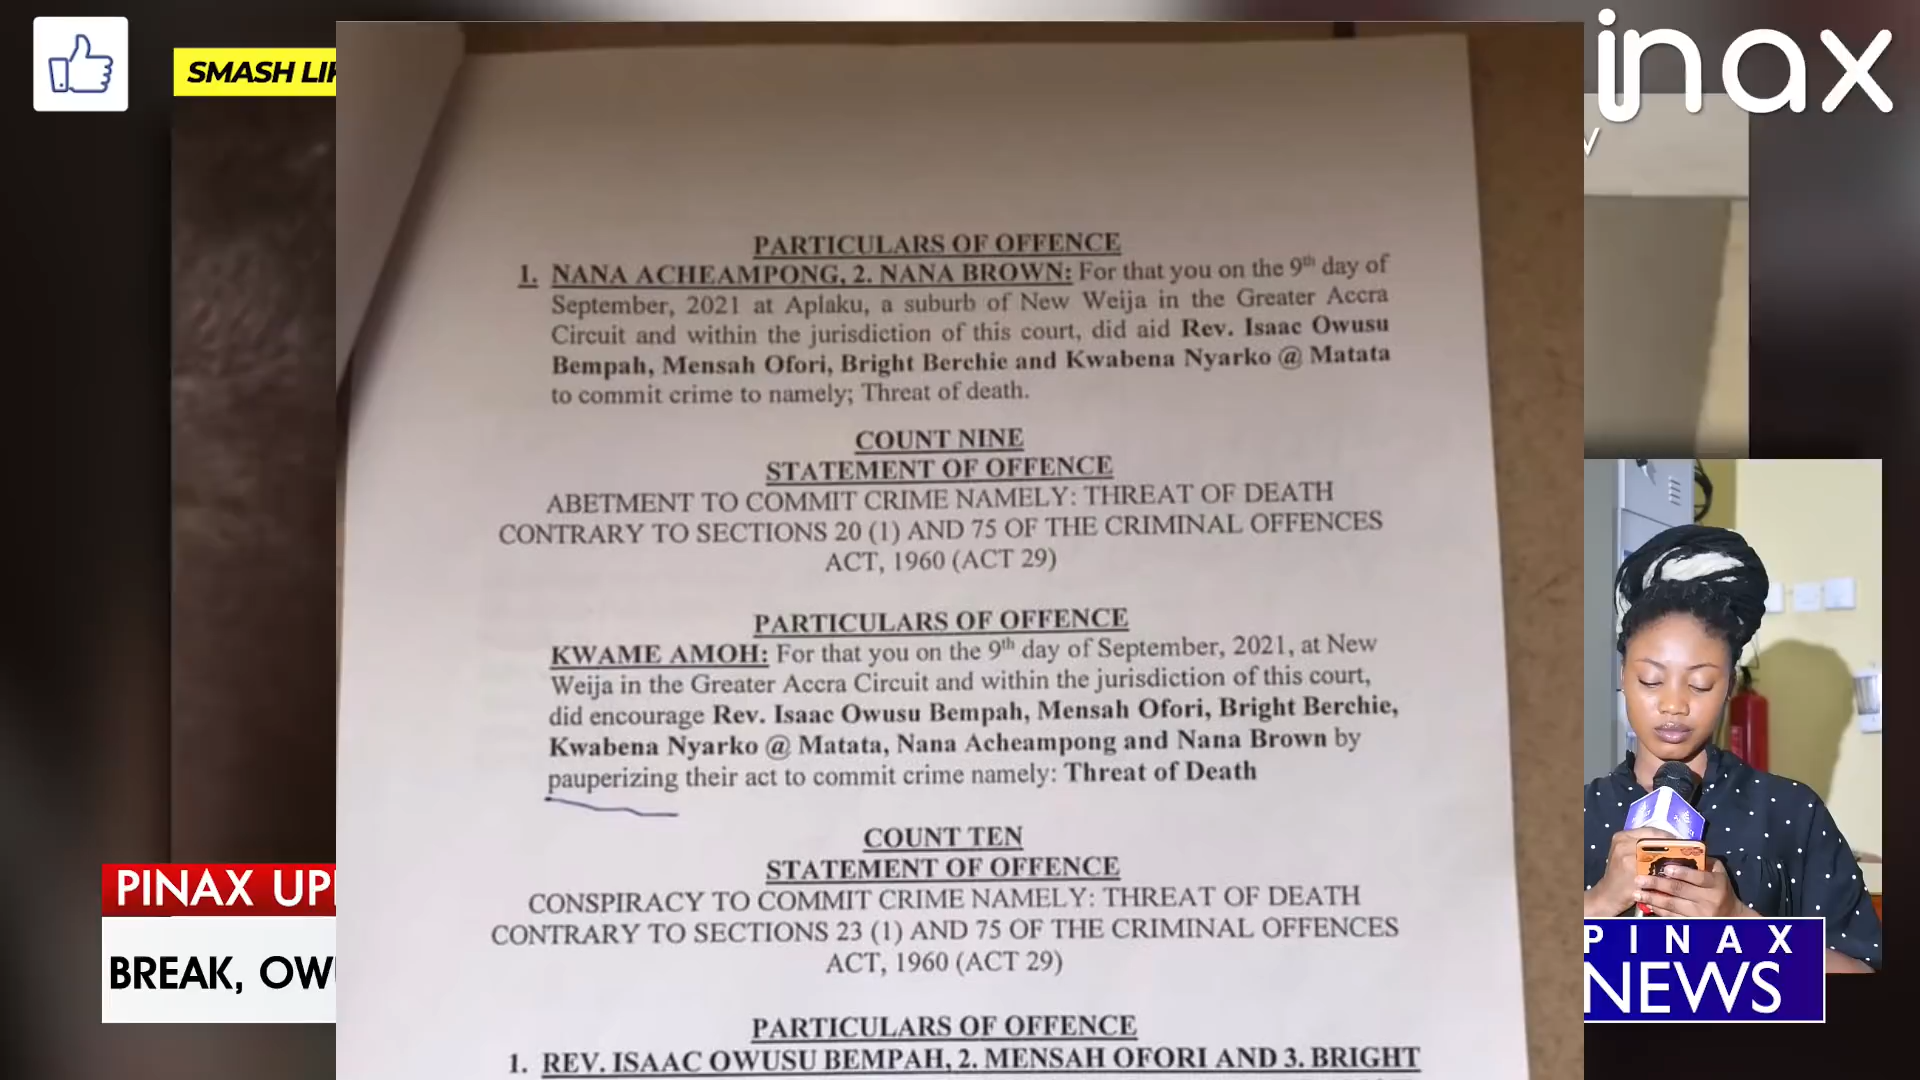 SMASH LI
inax
PARTICULARS OF OFFENCE
1. NANA ACHEAMPONG, 2. NANA BROWN: For that you on the 9th day of
September, 2021 at Aplaku, a suburb of New Weija in the Greater Accra
Circuit and within the jurisdiction of this court, did aid Rev. Isaac Owusu
Bempah, Mensah Ofori, Bright Berchie and Kwabena Nyarko @ Matata
to commit crime to namely; Threat of death.
COUNT NINE
STATEMENT OF OFFENCE
ABETMENT TO COMMIT CRIME NAMELY: THREAT OF DEATH
CONTRARY TO SECTIONS 20 (1) AND 75 OF THE CRIMINAL OFFENCES
ACT, 1960 (ACT 29)
PARTICULARS OF OFFENCE
KWAME AMOH: For that you on the 9th day of September, 2021, at New
Weija in the Greater Accra Circuit and within the jurisdiction of this court,
did encourage Rev. Isaac Owusu Bempah, Mensah Ofori, Bright Berchie,
Kwabena Nyarko @ Matata, Nana Acheampong and Nana Brown by
pauperizing their act to commit crime namely: Threat of Death
COUNT TEN
STATEMENT OF OFFENCE
CONSPIRACY TO COMMIT CRIME NAMELY: THREAT OF DEATH
CONTRARY TO SECTIONS 23 (1) AND 75 OF THE CRIMINAL OFFENCES
ACT, 1960 (ACT 29)
PARTICULARS OF OFFENCE
1. REV. ISAAC OWUSU BEMPAH, 2. MENSAH OFORI AND 3. BRIGHT
PINAX UP
BREAK, OW
PINAX
NEWS